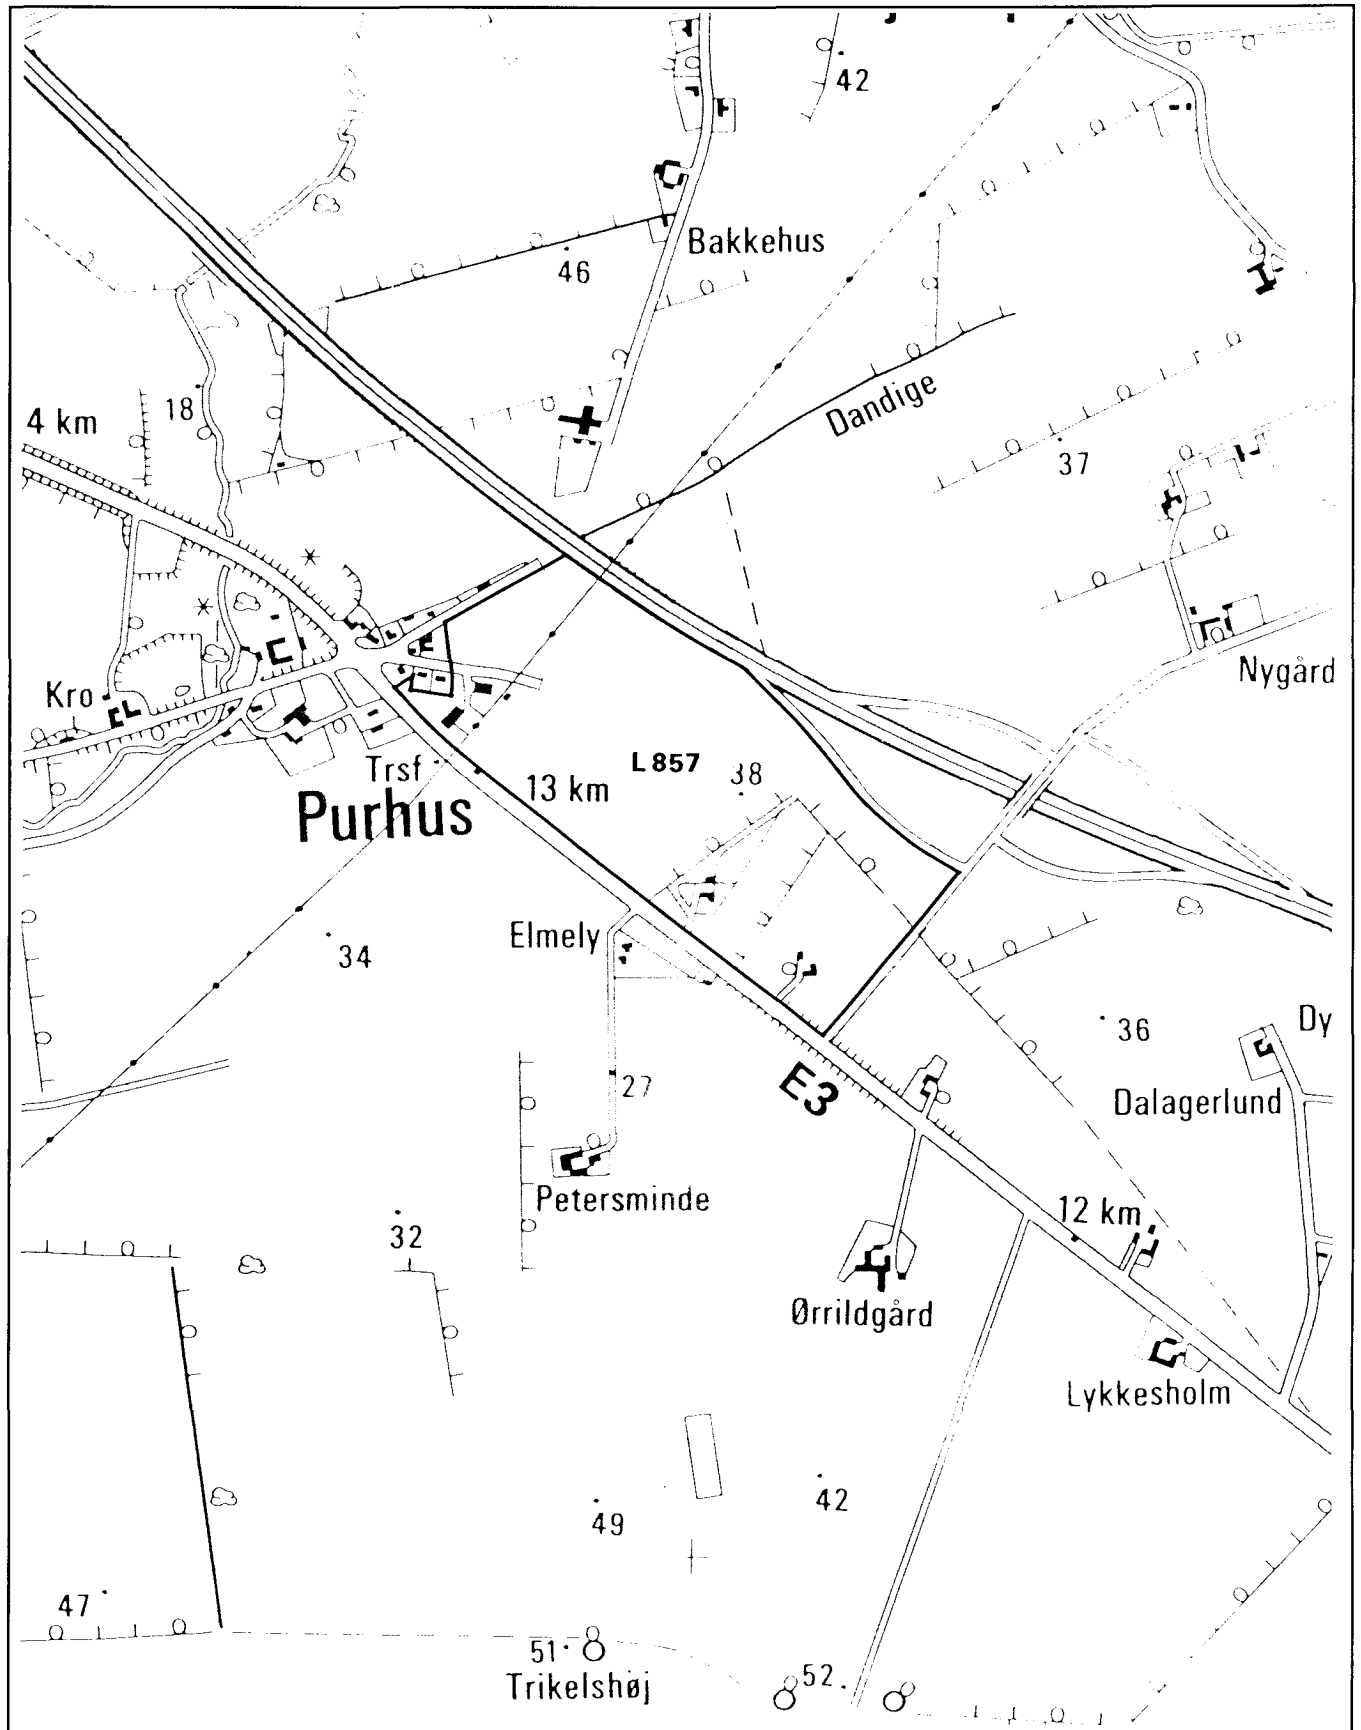 42
Bakkehus
46
4 km
18
Dandige
37
Kro
Nygård
Trsf
L 857
38
13 km
Purhus
Elmely
34
36
Dy
E3
27
Dalagerlund
Petersminde
32
12 km
Ørrildgård
Lykkesholm
42
49
47
51
Trikelshøj
52